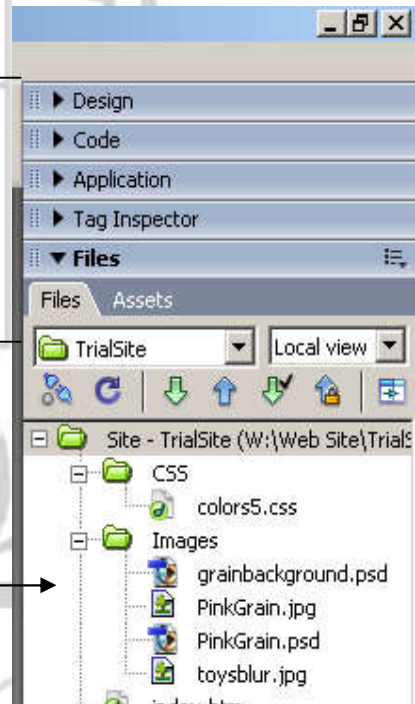 Design
Code
Application
Tag Inspector
Files
Files Assets
TrialSite Local view
Site - TrialSite (W:\Web Site\Trials
CSS
colors5.css
Images
grainbackground.psd
PinkGrain.jpg
PinkGrain.psd
toysblur.jpg